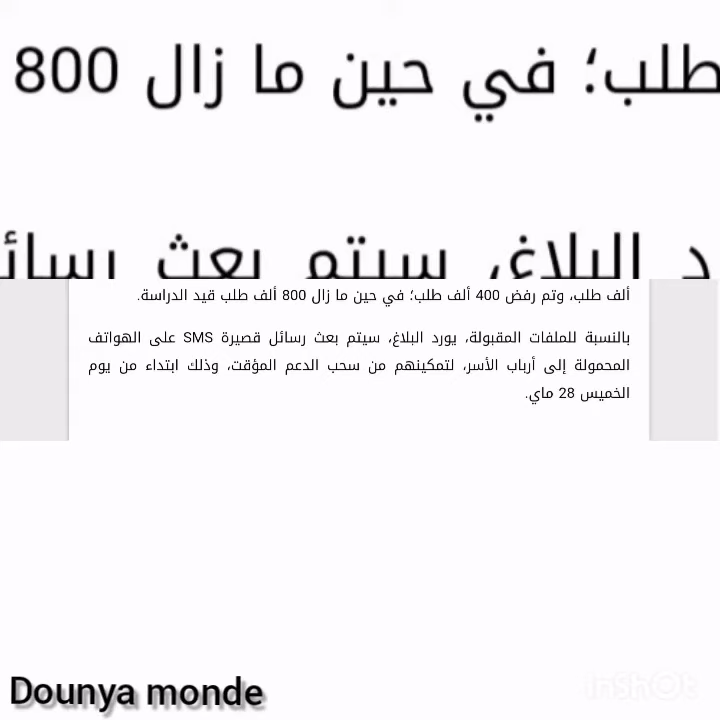 طلب؛ في حين ما زال 800
د البلاغ، سيتم بعث رسائ
ألف طلب، وتم رفض 400 ألف طلب؛ في حين ما زال 800 ألف طلب قيد الدراسة.
بالنسبة للملفات المقبولة، يورد البلاغ، سيتم بعث رسائل قصيرة SMS على الهواتف
المحمولة إلى أرباب الأسر، لتمكينهم من سحب الدعم المؤقت، وذلك ابتداء من يوم
الخميس 28 ماي.
Dounya monde
InShOt